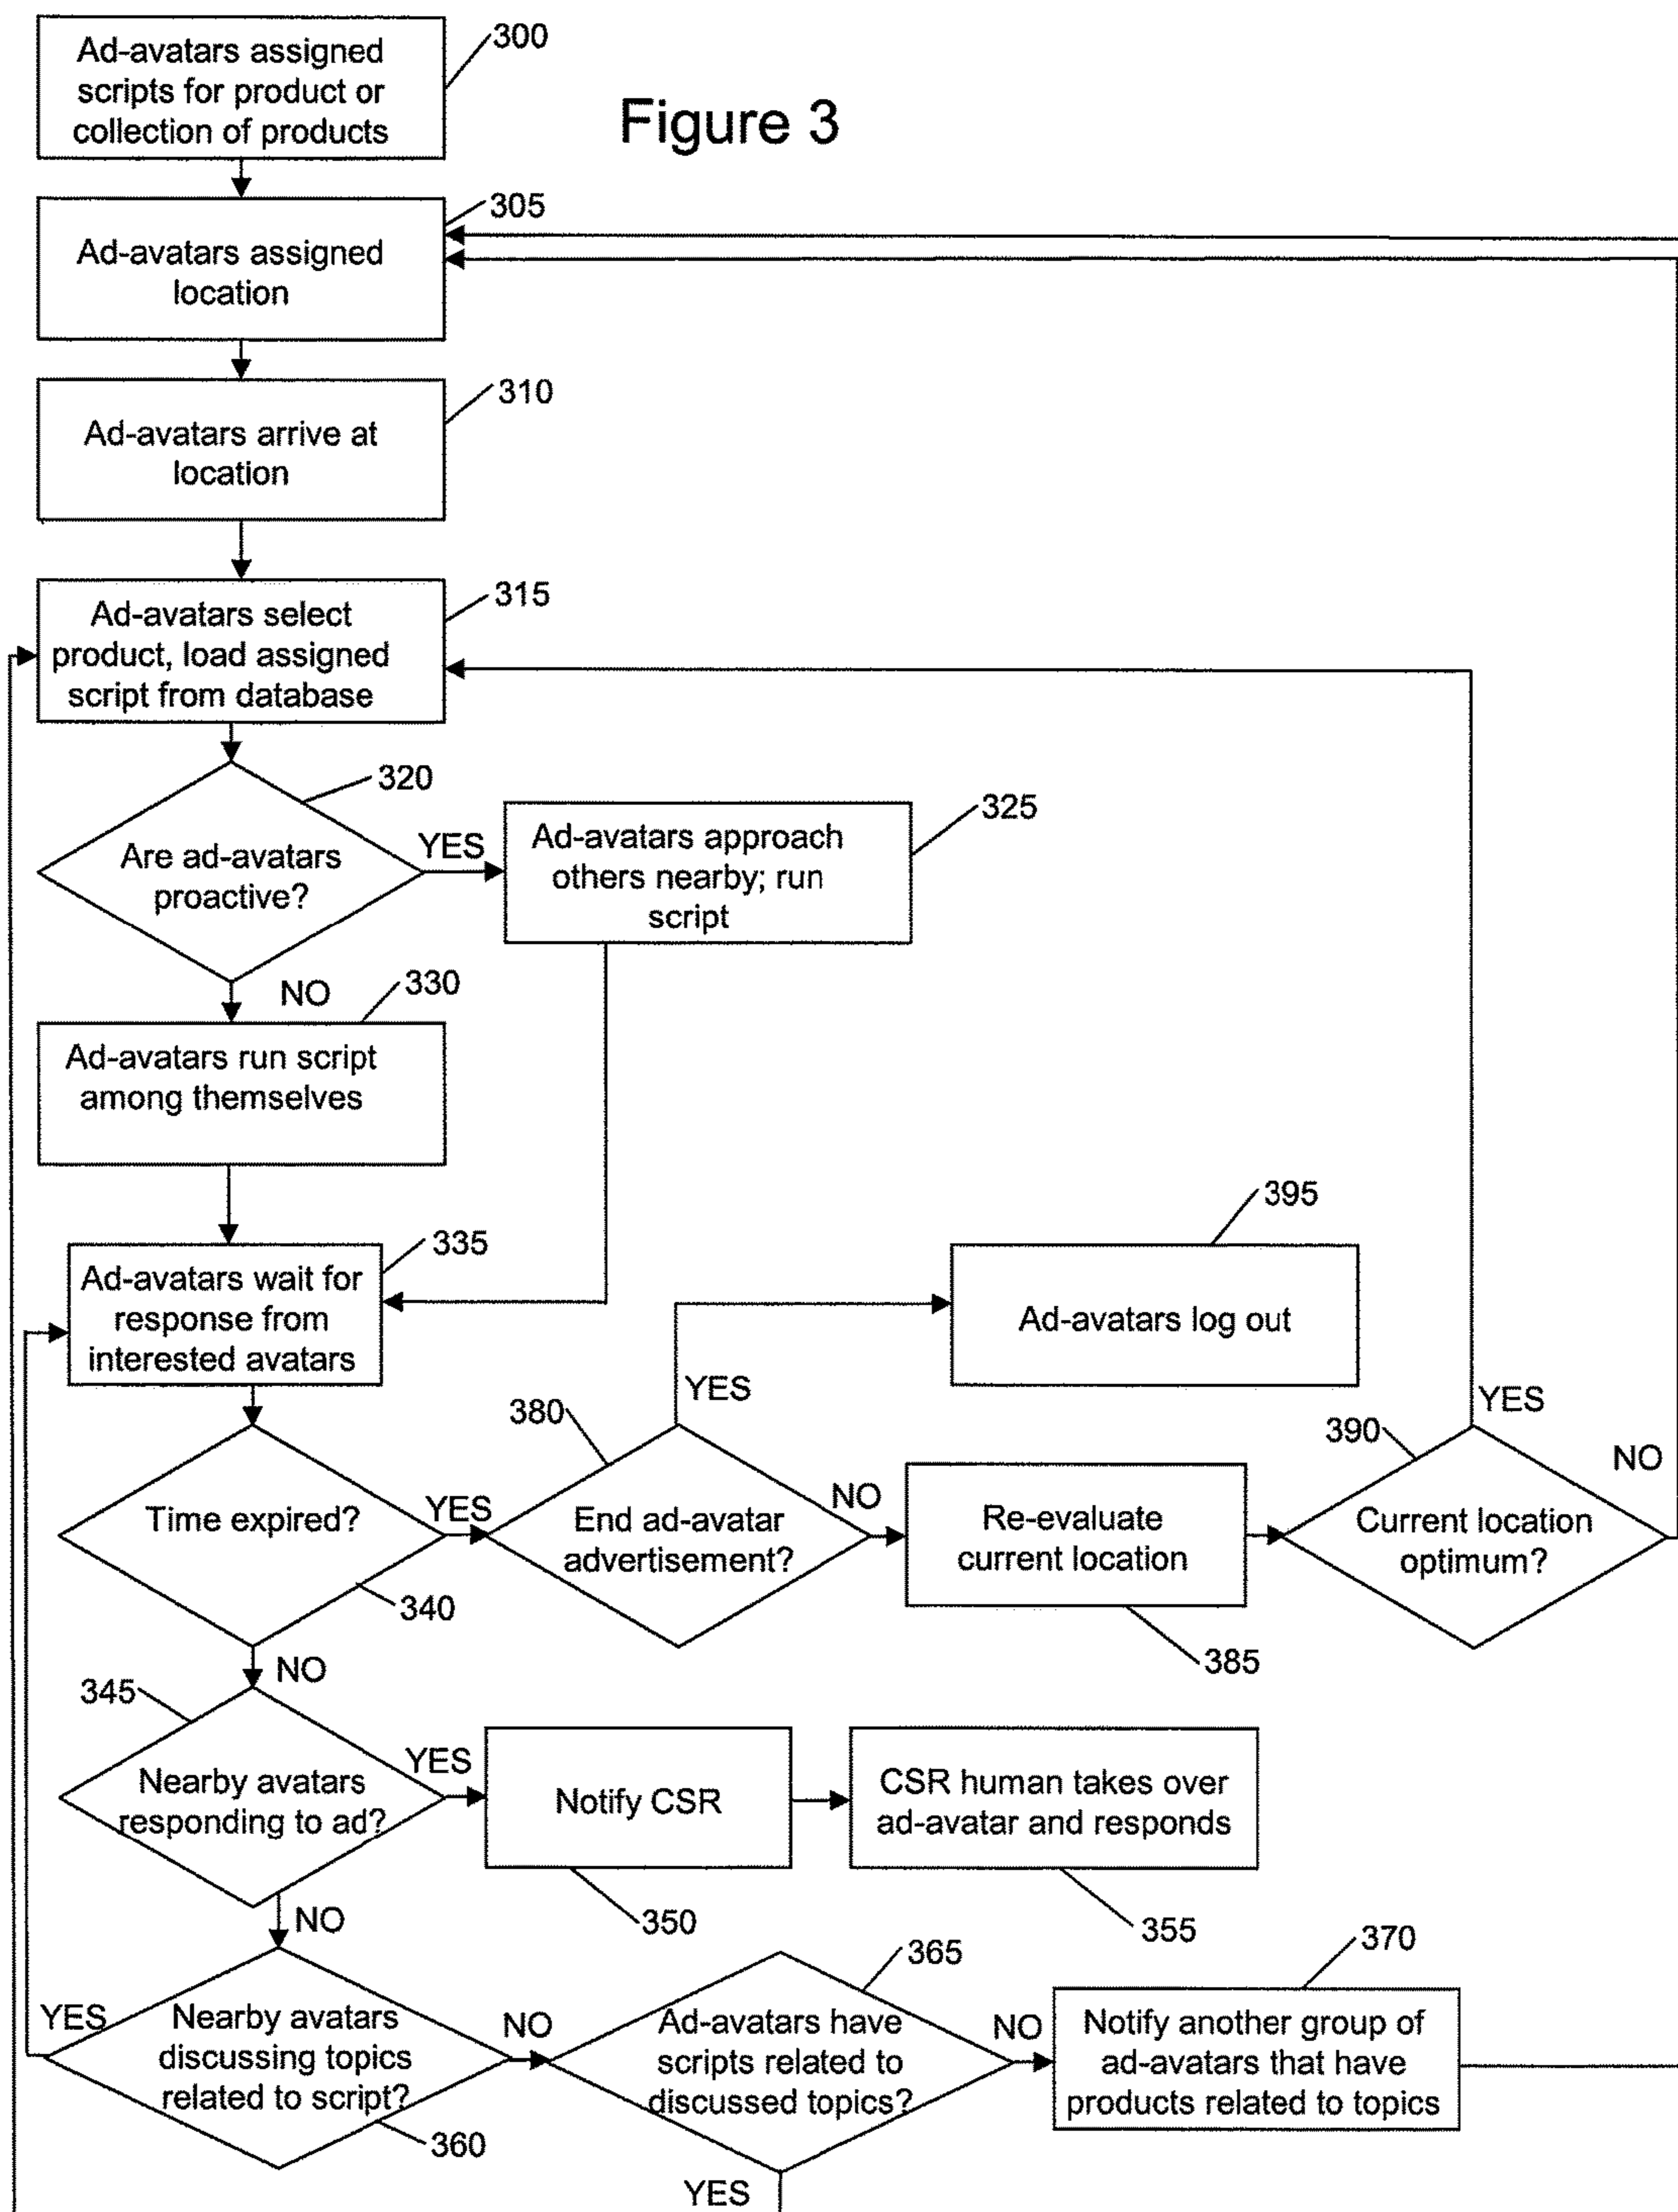 Ad-avatars assigned
scripts for product or
collection of products
300
Figure 3
305
Ad-avatars assigned
location
310
Ad-avatars arrive at
location
315
Ad-avatars select
product, load assigned
script from database
320
Are ad-avatars
proactive?
YES
325
Ad-avatars approach
others nearby; run
script
NO
330
Ad-avatars run script
among themselves
335
Ad-avatars wait for
response from
interested avatars
395
Ad-avatars log out
YES
380
390
YES
NO
Time expired?
YES
340
End ad-avatar
advertisement?
NO
Re-evaluate
current location
385
Current location
optimum?
NO
345
Nearby avatars
responding to ad?
YES
Notify CSR
350
CSR human takes over
ad-avatar and responds
355
NO
YES
Nearby avatars
discussing topics
related to script?
360
NO
365
Ad-avatars have
scripts related to
discussed topics?
NO
370
Notify another group of
ad-avatars that have
products related to topics
YES